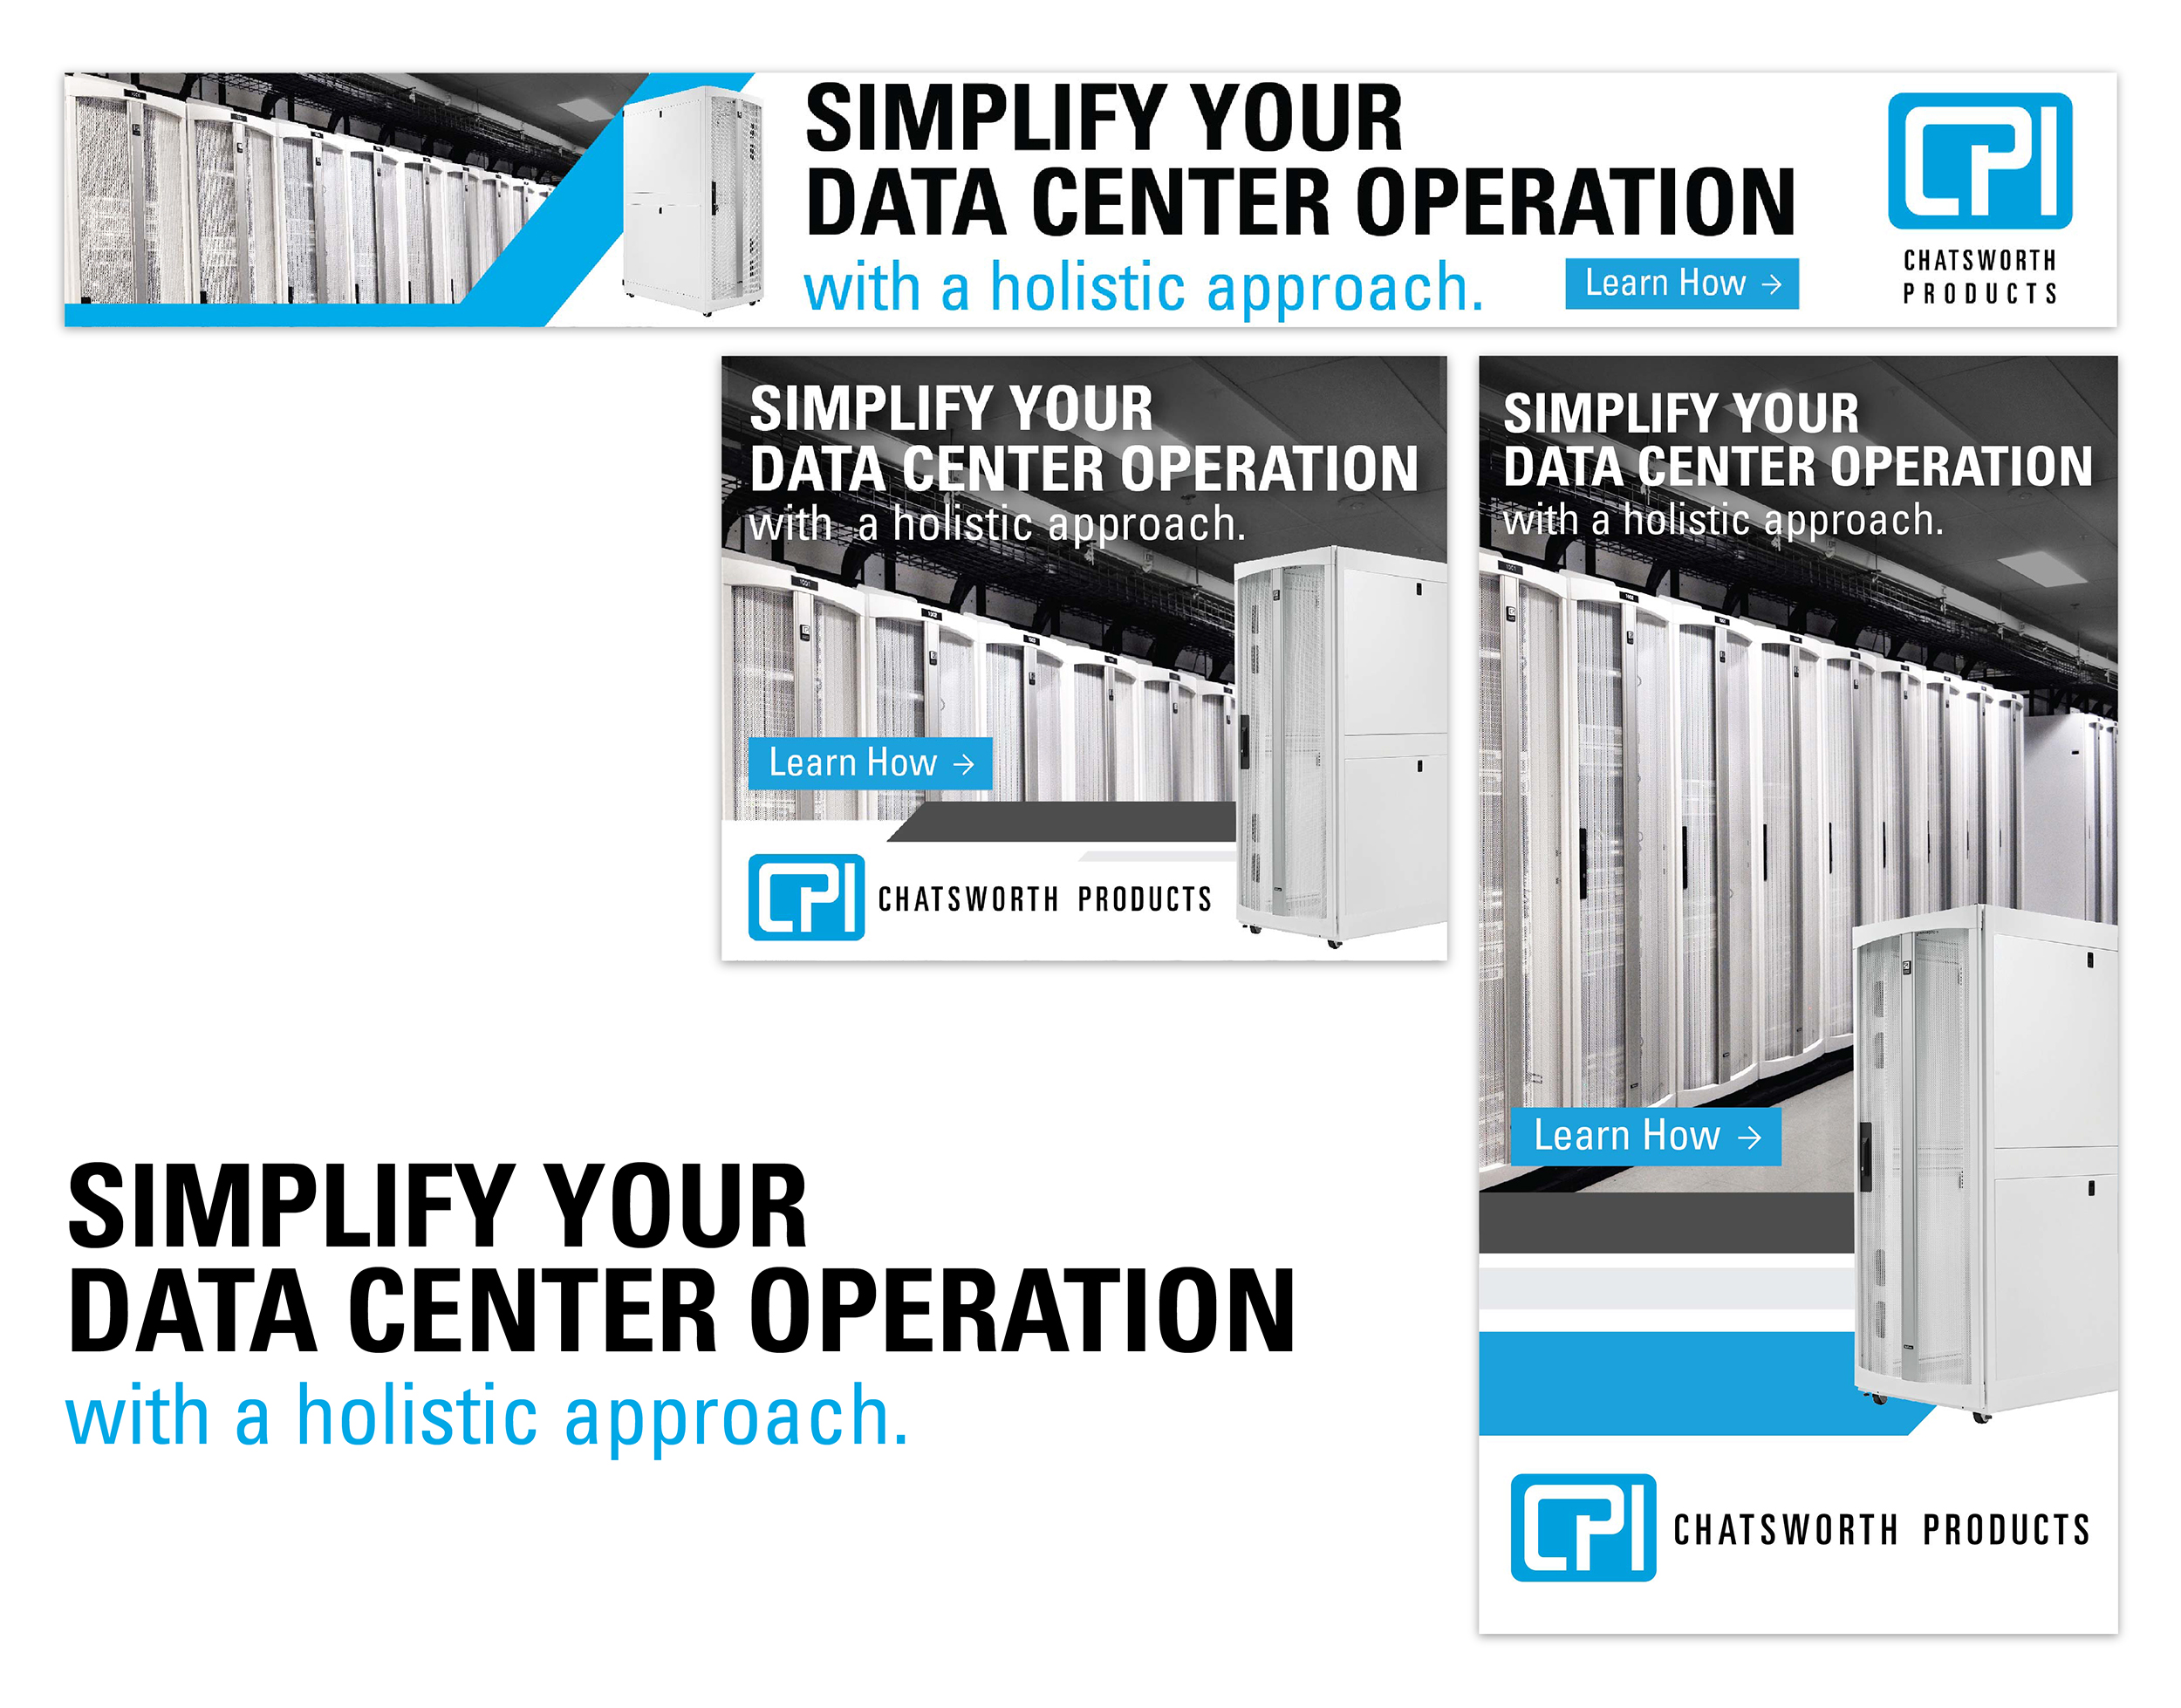 SIMPLIFY YOUR
DATA CENTER OPERATION
with a holistic approach.
Learn How →
CPI
CHATSWORTH
PRODUCTS
SIMPLIFY YOUR
DATA CENTER OPERATION
with a holistic approach.
Learn How →
CPI CHATSWORTH PRODUCTS
SIMPLIFY YOUR
DATA CENTER OPERATION
with a holistic approach.
Learn How →
CPI CHATSWORTH PRODUCTS
SIMPLIFY YOUR
DATA CENTER OPERATION
with a holistic approach.